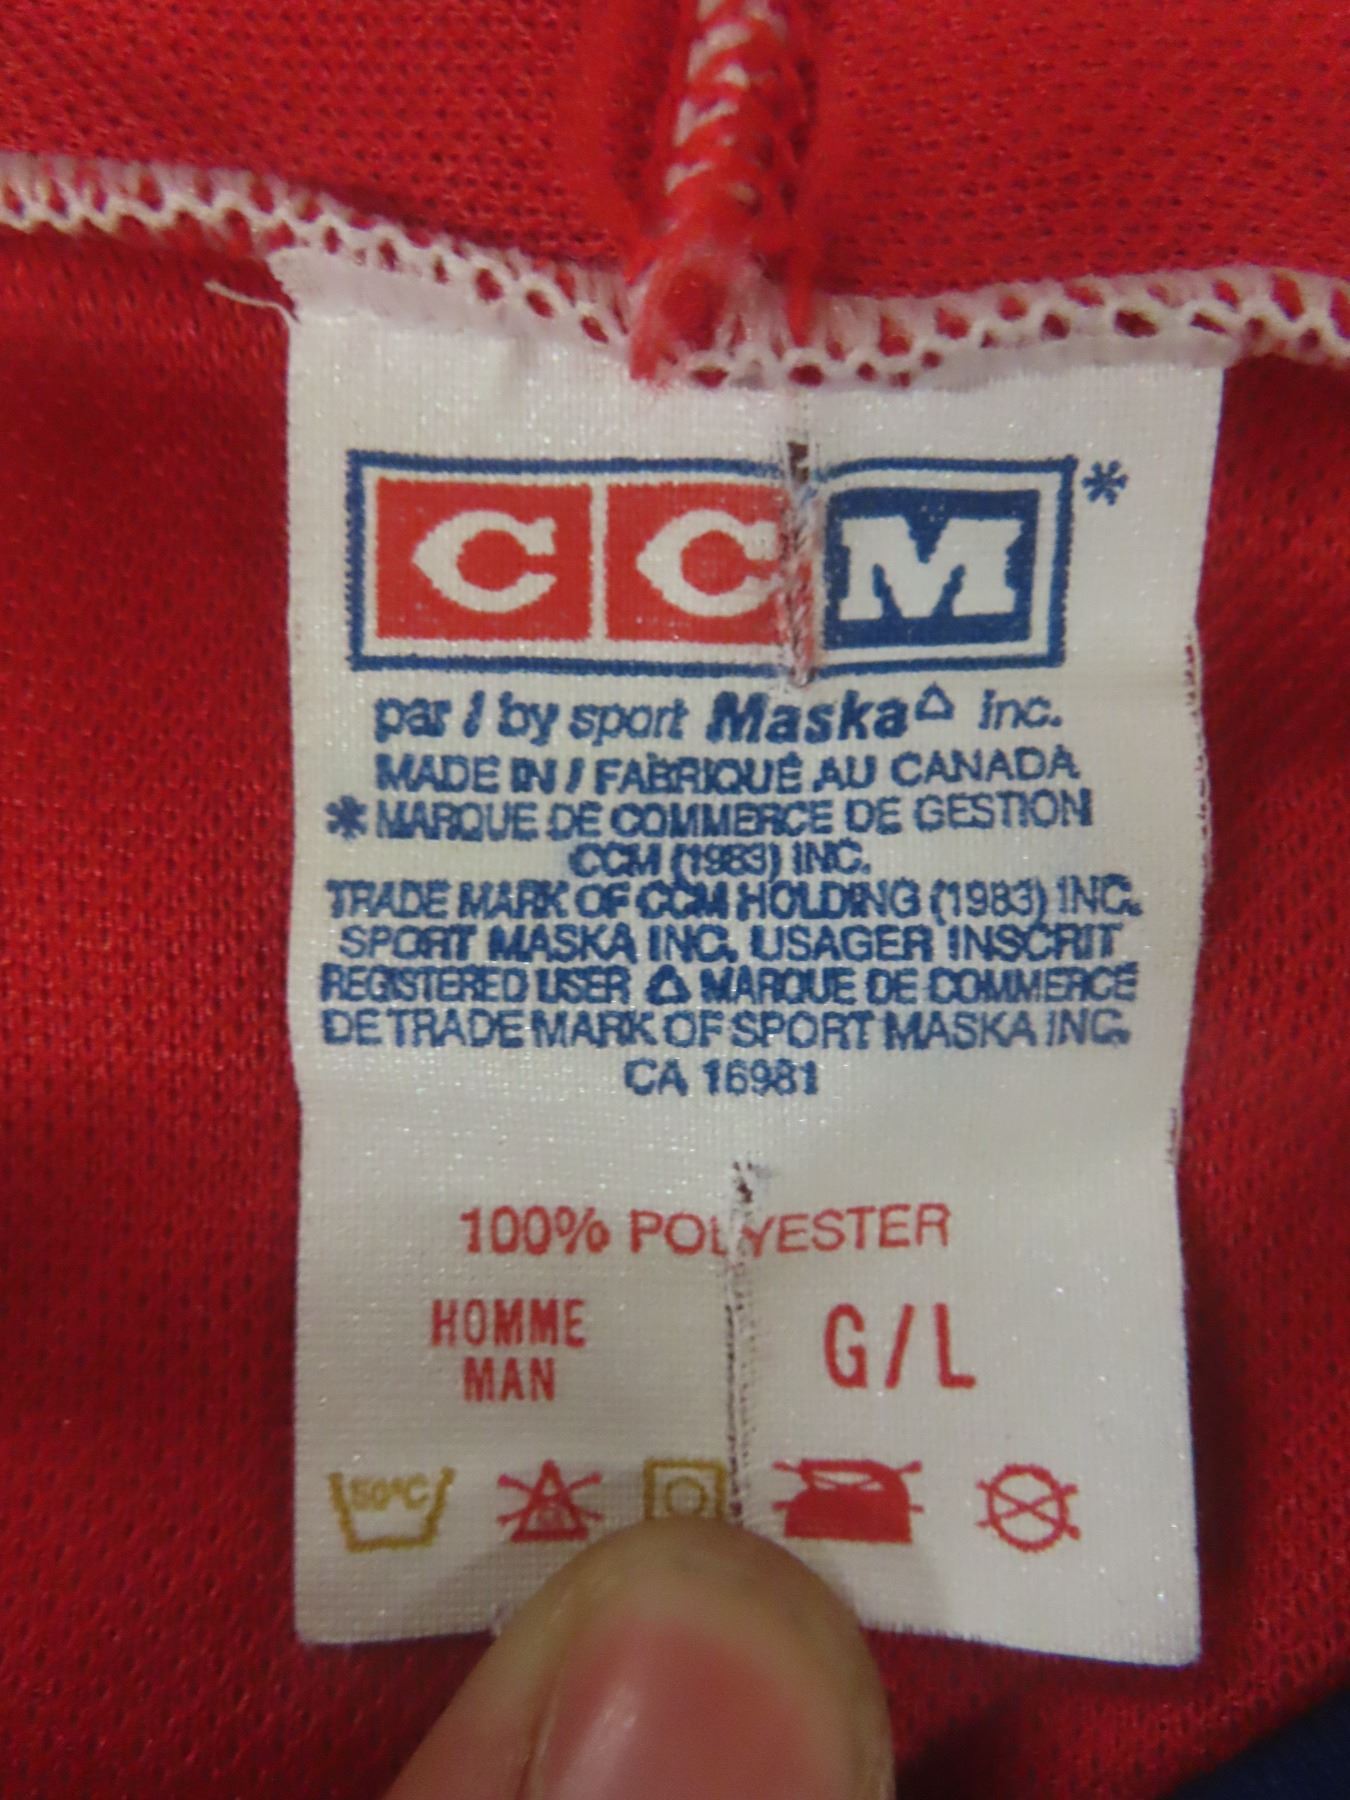 CCM*
par / by sport Maska△ inc.
MADE IN / FABRIQUÉ AU CANADA
* MARQUE DE COMMERCE DE GESTION
CCM (1983) INC.
TRADE MARK OF CCM HOLDING (1983) INC.
SPORT MASKA INC. USAGER INSCRIT
REGISTERED USER △ MARQUE DE COMMERCE
DE TRADE MARK OF SPORT MASKA INC.
CA 16981
100% POLYESTER
HOMME
MAN
G/L
50°C